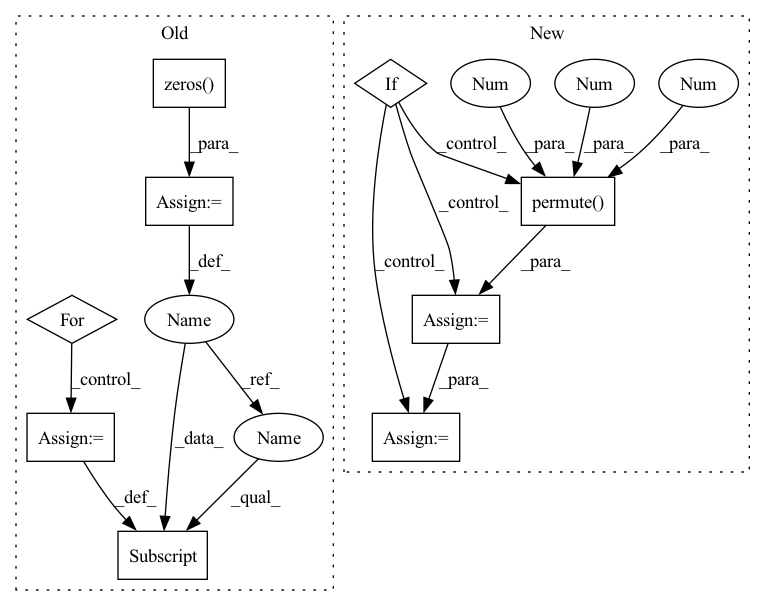 Old
New
zeros()
If
Num
Num
Num
_para_
_control_
_para_
_para_
_para_
Assign:=
permute()
_control_
_def_
_control_
_para_
For
Name
Assign:=
_control_
_ref_
_para_
Assign:=
_data_
Name
Assign:=
_def_
_qual_
Subscript